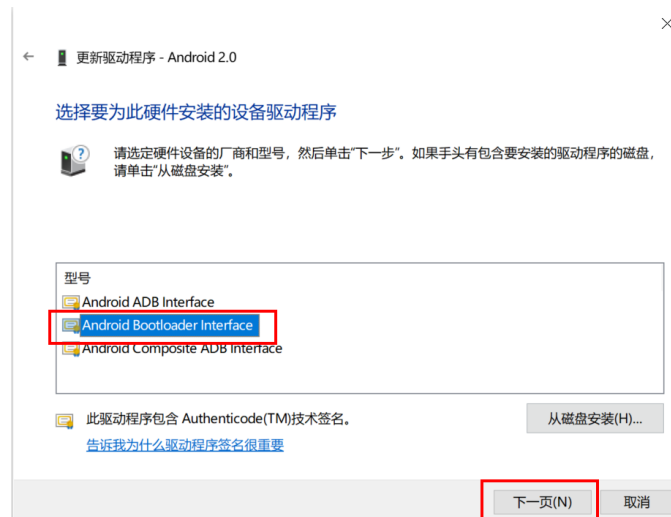 更新驱动程序 - Android 2.0
选择要为此硬件安装的设备驱动程序
请选定硬件设备的厂商和型号，然后单击"下一步"。如果手头有包含要安装的驱动程序的磁盘，
请单击"从磁盘安装"。
型号
Android ADB Interface
Android Bootloader Interface
Android Composite ADB Interface
此驱动程序包含 Authenticode(TM)技术签名。
从磁盘安装(H)...
告诉我为什么驱动程序签名很重要
下一页(N)
取消